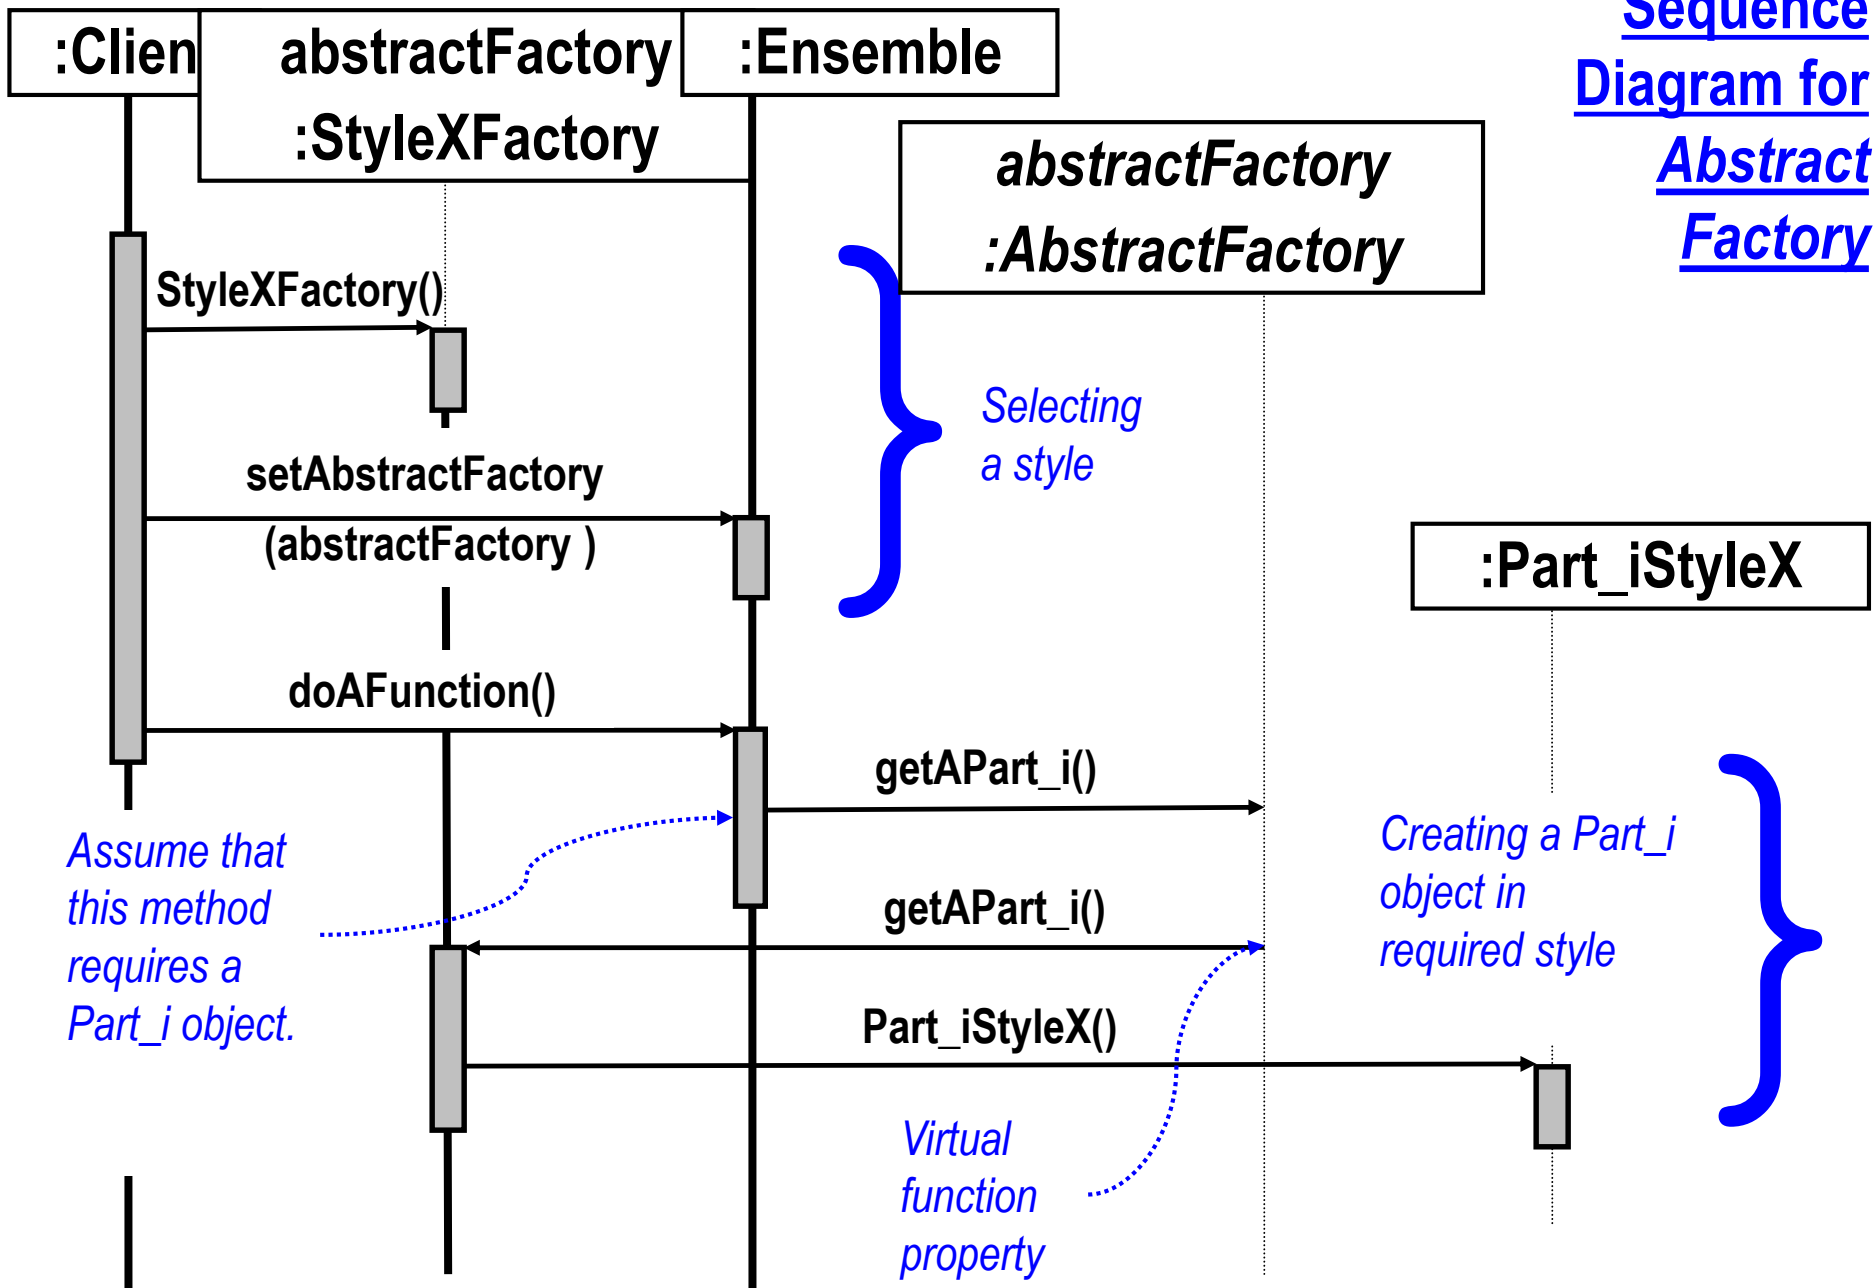 :Clien
abstractFactory
:StyleXFactory
:Ensemble
Sequence
Diagram for
Abstract
Factory
abstractFactory
:AbstractFactory
StyleXFactory()
Selecting
a style
setAbstractFactory
(abstractFactory )
:Part_iStyleX
doAFunction()
getAPart_i()
Assume that
this method
requires a
Part_i object.
Creating a Part_i
object in
required style
getAPart_i()
Part_iStyleX()
Virtual
function
property